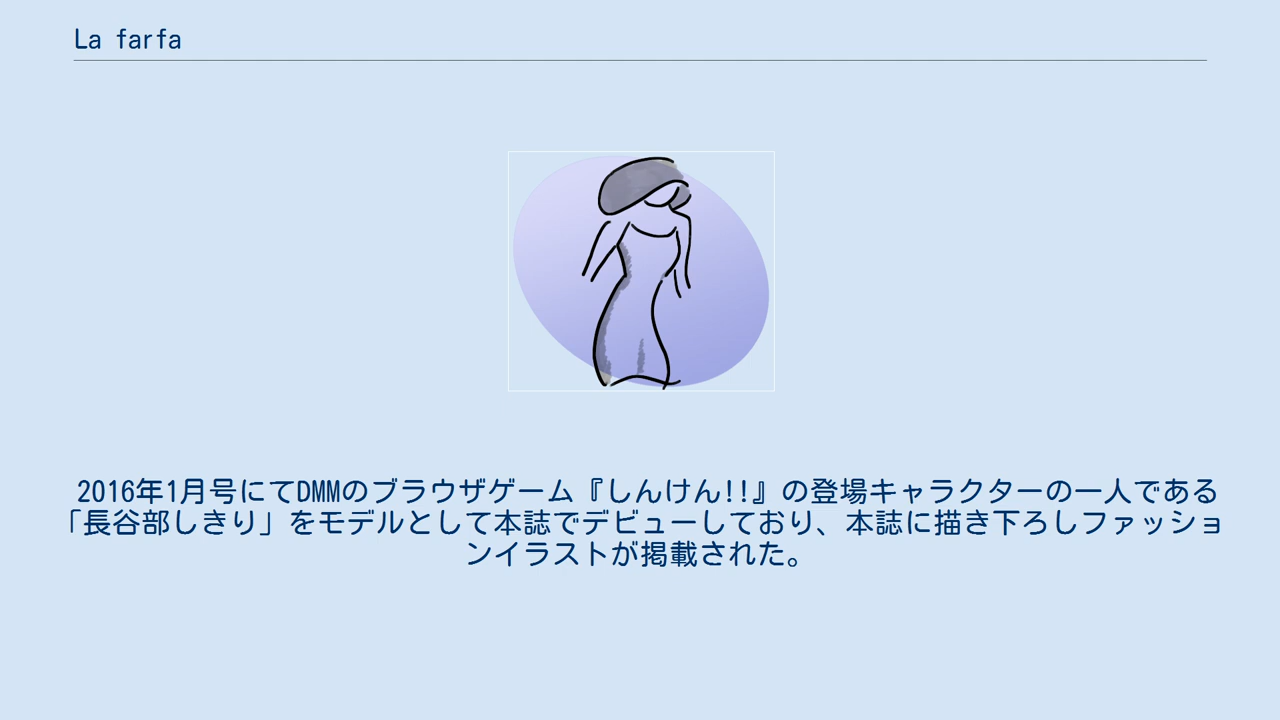 La farfa
2016年1月号にてDMMのブラウザゲーム『しんけん!!』の登場キャラクターの一人である
「長谷部しきり」をモデルとして本誌でデビューしており、本誌に描き下ろしファッショ
ンイラストが掲載された。